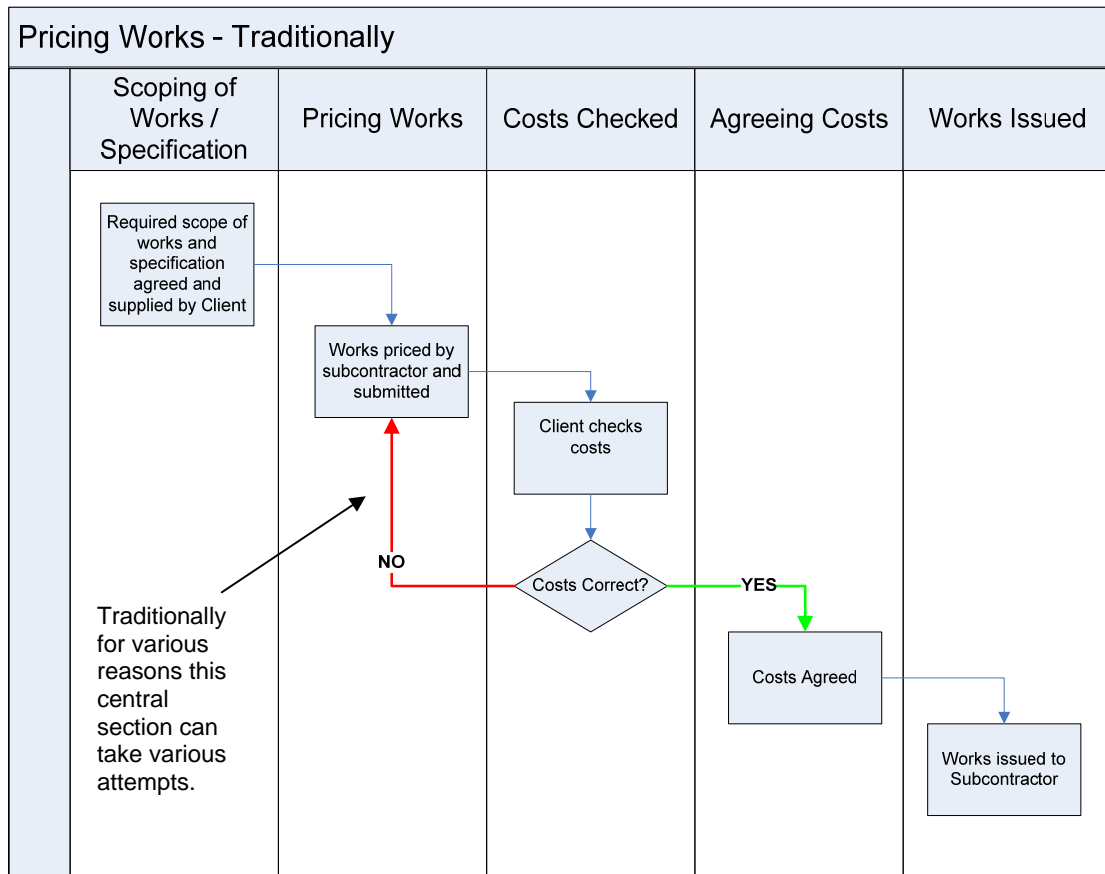 Pricing Works - Traditionally
Scoping of
Works /
Specification
Pricing Works
Costs Checked
Agreeing Costs
Works Issued
Required scope of
works and
specification
agreed and
supplied by Client
Works priced by
subcontractor and
submitted
Client checks
costs
NO
Costs Correct?
YES
Traditionally
for various
reasons this
central
section can
take various
attempts.
Costs Agreed
Works issued to
Subcontractor